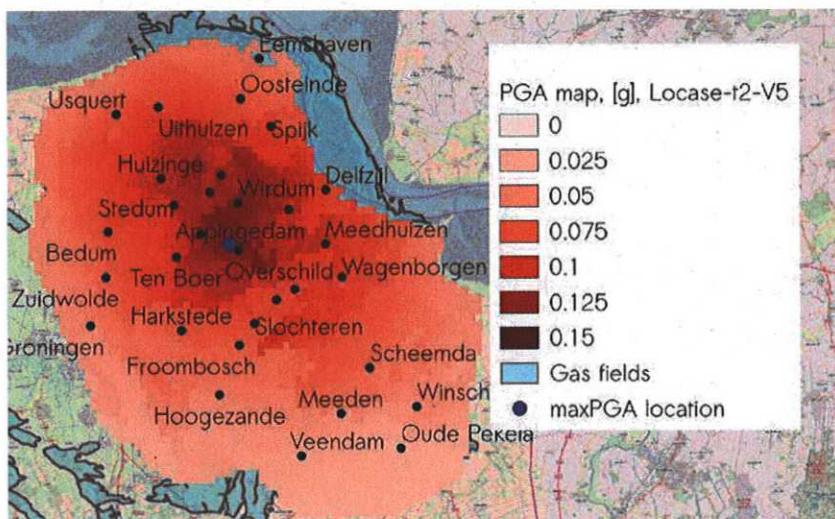 Eemshaven
Oosteinde
Usquert
Uithuizen
Spijk
Huizinge
Delfzijl
Wirdum
Stedum
Appingedam
Meedhuizen
Bedum
Ten Boer
Overschild
Wagenborgen
Zuidwolde
Harkstede
Slochteren
Groningen
Froombosch
Scheemda
Hoogezande
Meeden
Winsch
Veendam
Oude Pekela
PGA map, [g], Locase-t2-V5
0
0.025
0.05
0.075
0.1
0.125
0.15
Gas fields
maxPGA location